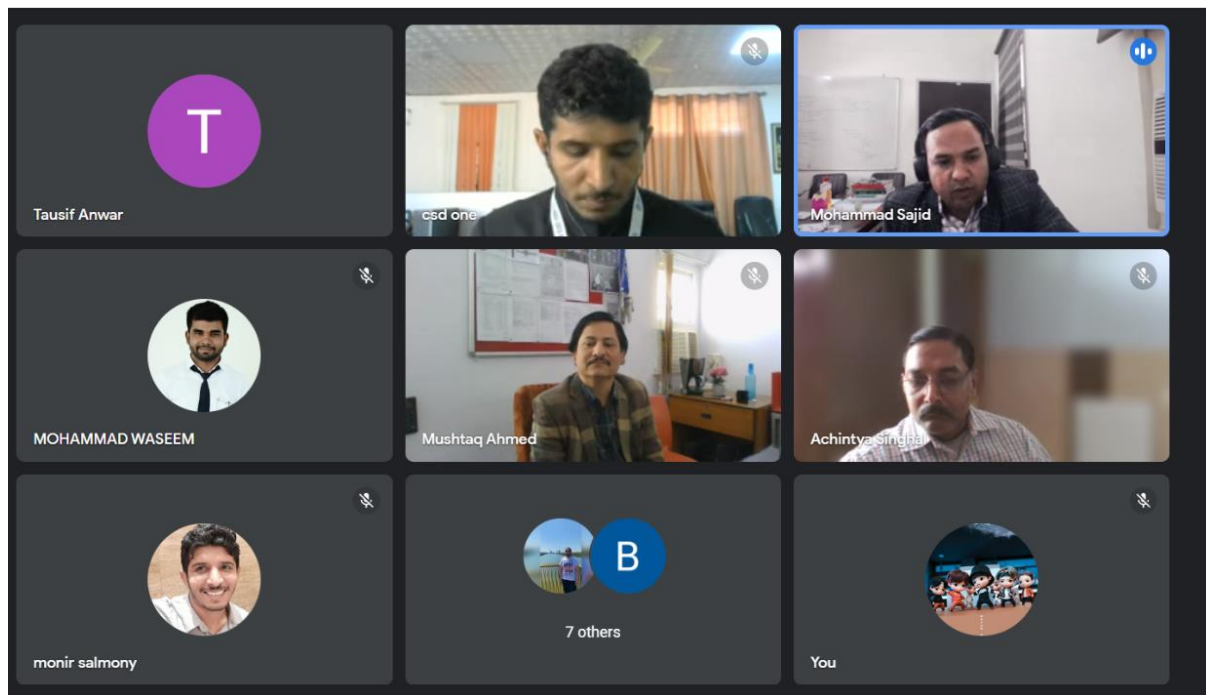 T
Tausif Anwar
csd one
Mohammad Sajid
MOHAMMAD WASEEM
Mushtaq Ahmed
Achintya Singhal
monir salmony
B
7 others
You